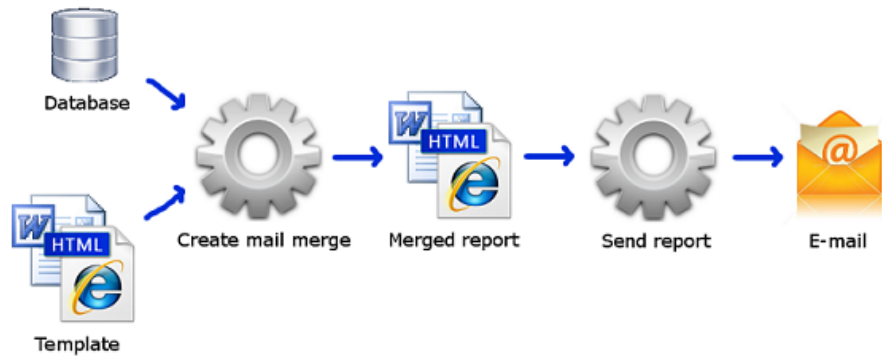 Database
W
HTML
Template
Create mail merge
W
HTML
Merged report
Send report
@
E-mail